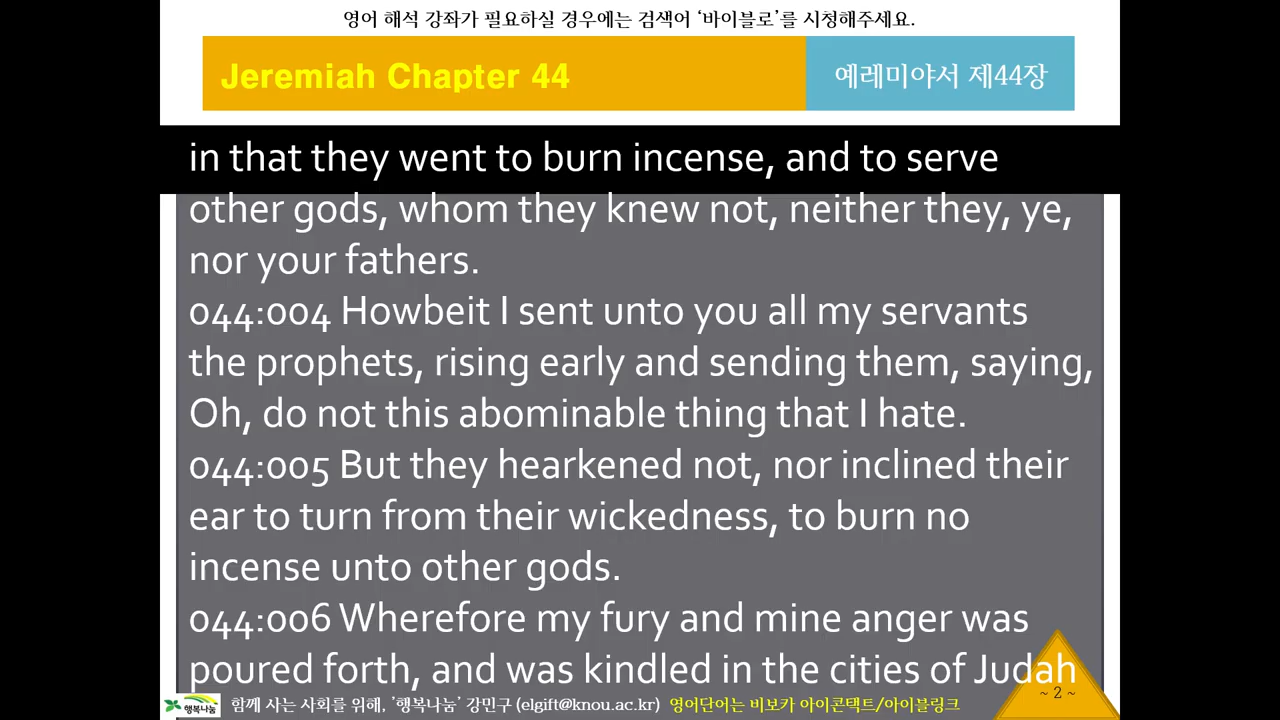 영어 해석 강좌가 필요하실 경우에는 검색어 ‘바이블로’를 시청해주세요.
Jeremiah Chapter 44
예레미야서 제44장
in that they went to burn incense, and to serve
other gods, whom they knew not, neither they, ye,
nor your fathers.
044:004 Howbeit I sent unto you all my servants
the prophets, rising early and sending them, saying,
Oh, do not this abominable thing that I hate.
044:005 But they hearkened not, nor inclined their
ear to turn from their wickedness, to burn no
incense unto other gods.
044:006 Wherefore my fury and mine anger was
poured forth, and was kindled in the cities of Judah
~ 2 ~
행복나눔
함께 사는 사회를 위해, '행복나눔' 강민구 (elgift@knou.ac.kr) 영어단어는 비보카 아이콘택트/아이블링크